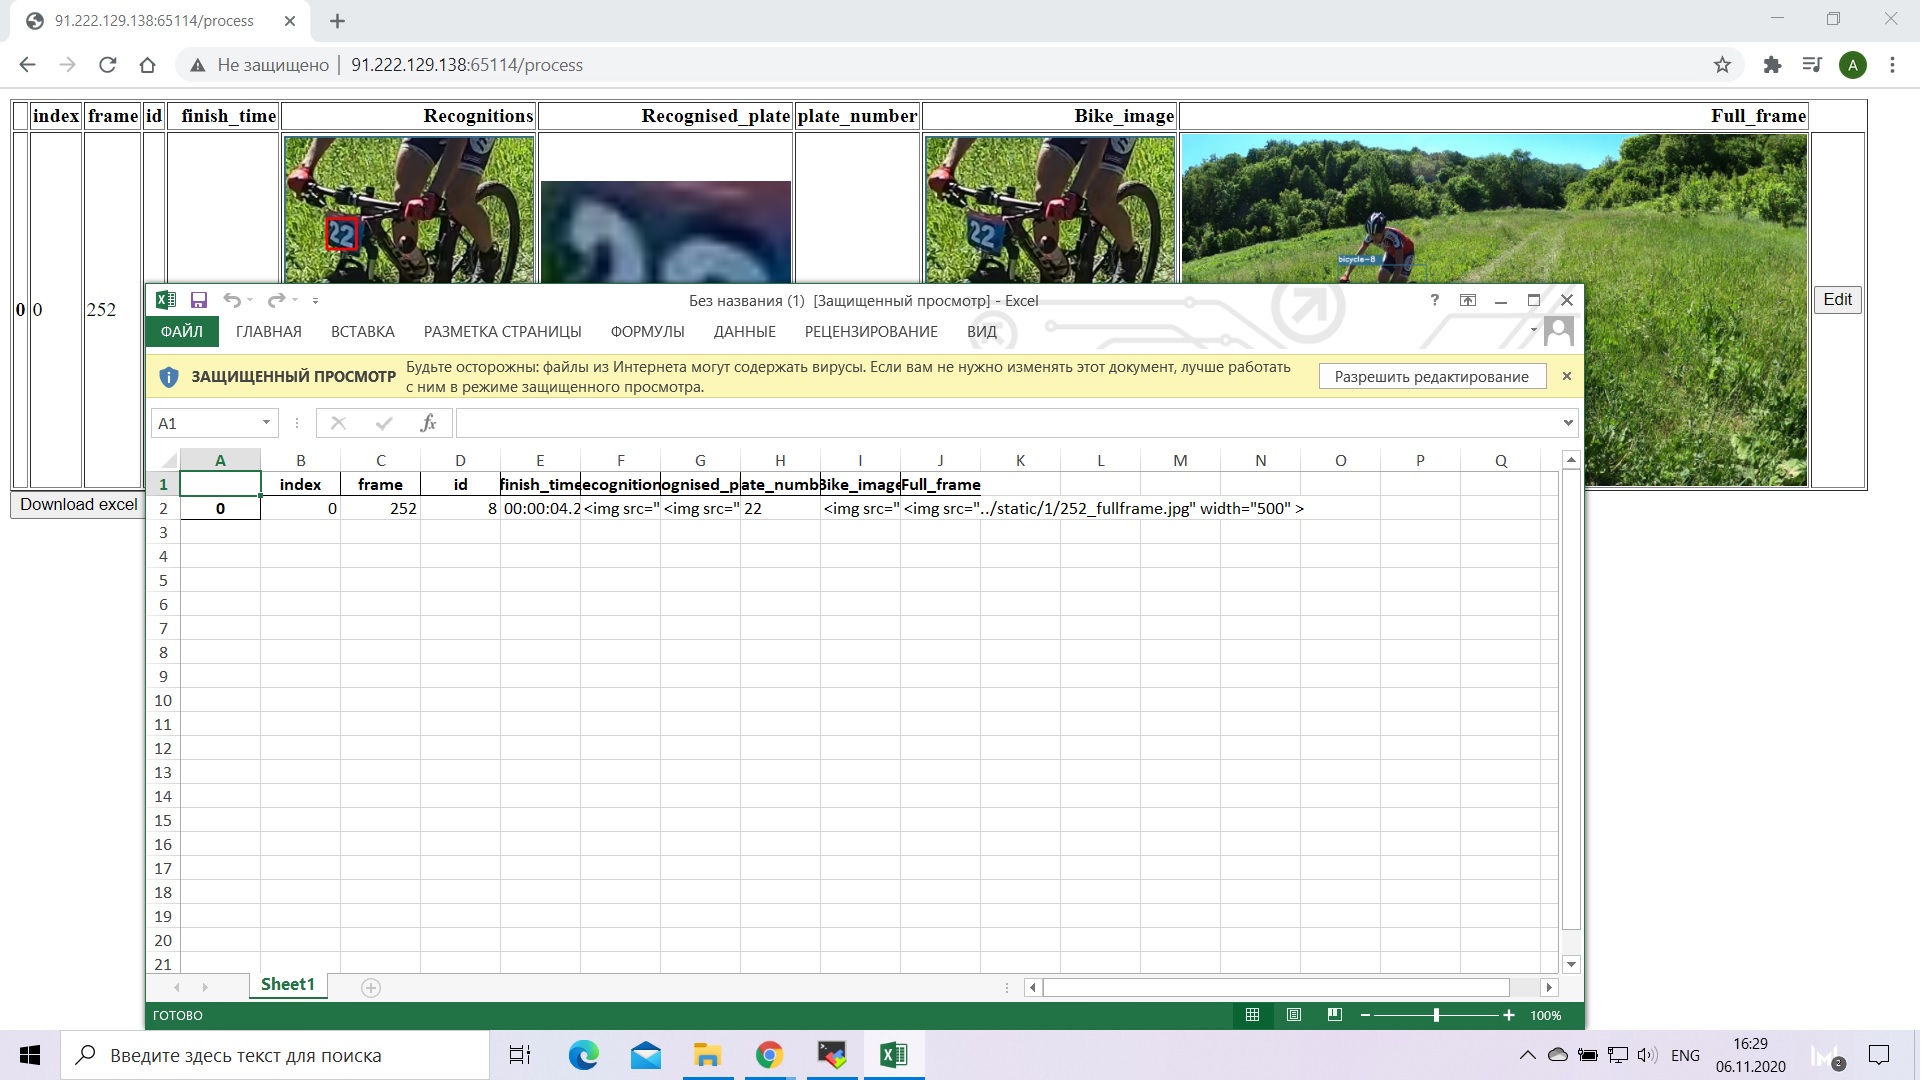 91.222.129.138:65114/process
Не защищено | 91.222.129.138:65114/process
A
index frame id finish_time Recognitions Recognised_plate plate_number Bike_image Full_frame
22
22
bicycle-8
0 0 252
Edit
Download excel
Без названия (1) [Защищенный просмотр] - Excel
ФАЙЛ ГЛАВНАЯ ВСТАВКА РАЗМЕТКА СТРАНИЦЫ ФОРМУЛЫ ДАННЫЕ РЕЦЕНЗИРОВАНИЕ ВИД
ЗАЩИЩЕННЫЙ ПРОСМОТР
Будьте осторожны: файлы из Интернета могут содержать вирусы. Если вам не нужно изменять этот документ, лучше работать
с ним в режиме защищенного просмотра.
Разрешить редактирование
A1
fx
A B C D E F G H I J K L M N O P Q
1 index frame id finish_time ecognition ognised_p ate_numb Bike_image Full_frame
2 0 0 252 8 00:00:04.2 <img src=" <img src=" 22 <img src=" <img src="../static/1/252_fullframe.jpg" width="500" >
3
4
5
6
7
8
9
10
11
12
13
14
15
16
17
18
19
20
21
Sheet1
ГОТОВО
100%
Введите здесь текст для поиска
ENG
16:29
06.11.2020
2